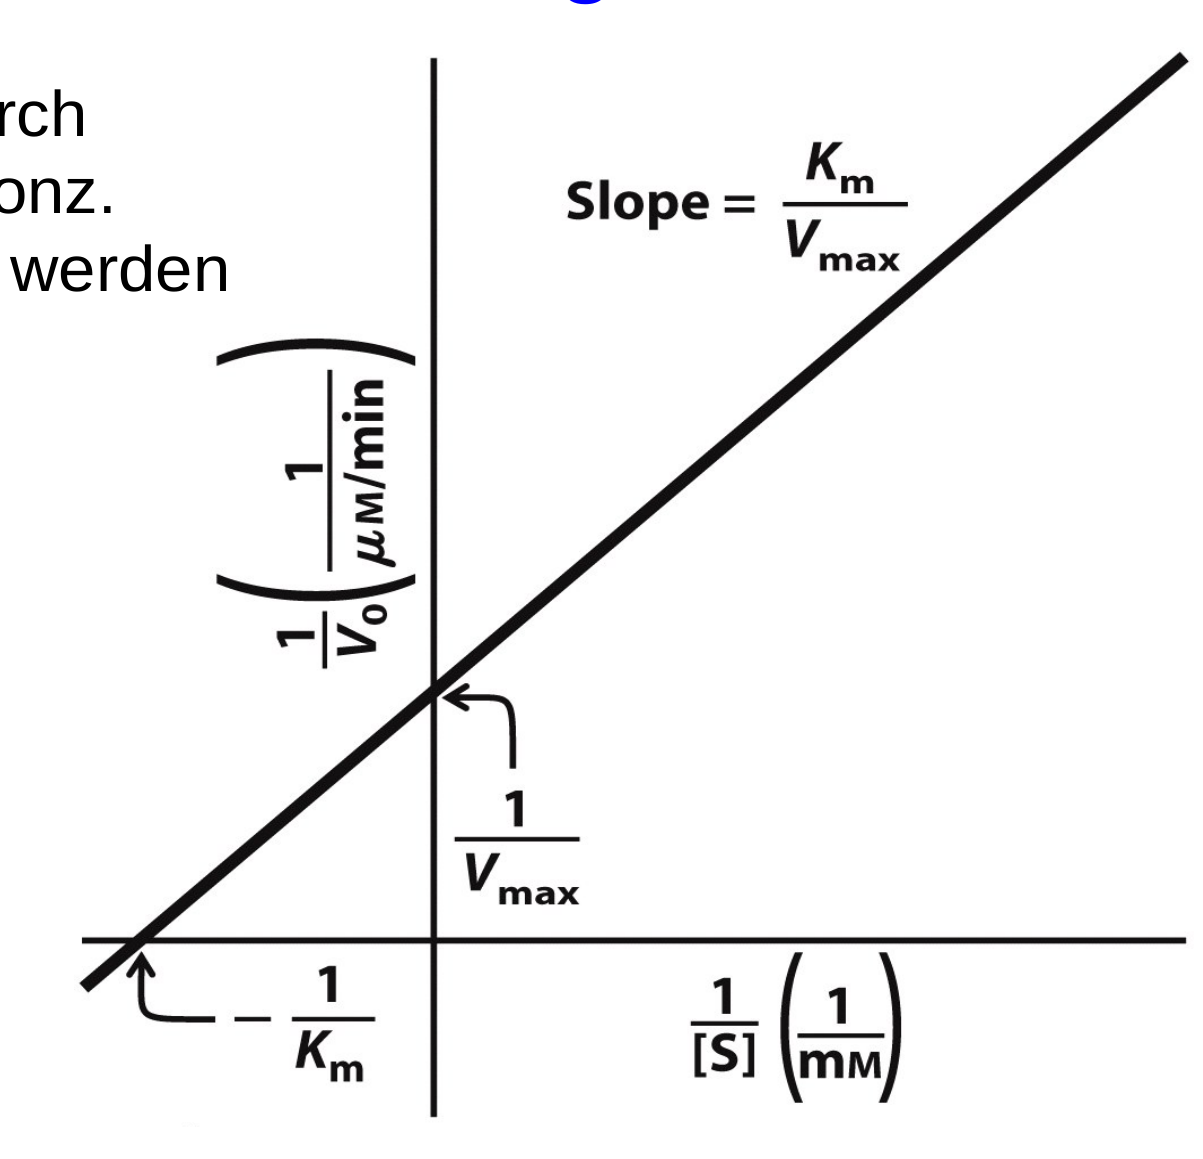 rch
onz.
werden
Slope = Km
Vmax
1
V0
(
1
μM/min
)
1
Vmax
− 1
Km
1
[S]
(
1
mM
)